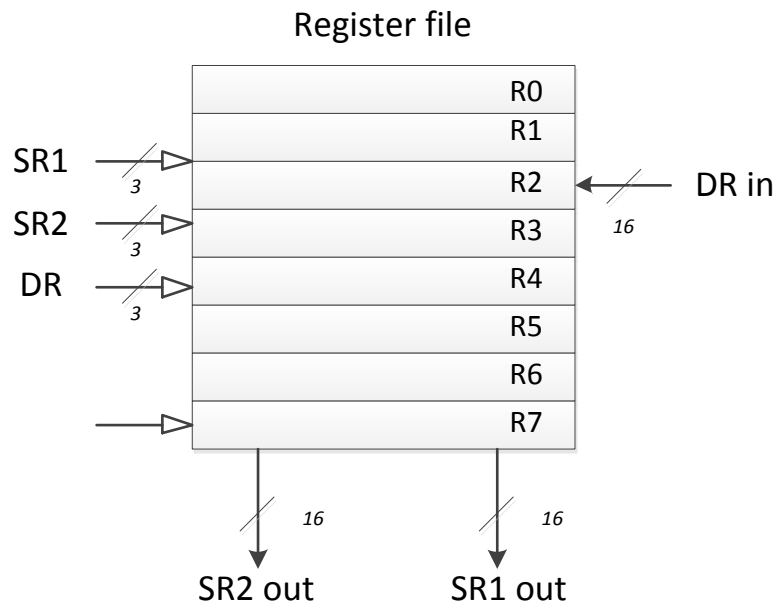 Register file
R0
R1
SR1
3
R2
DR in
16
SR2
3
R3
DR
3
R4
R5
R6
R7
16
16
SR2 out
SR1 out